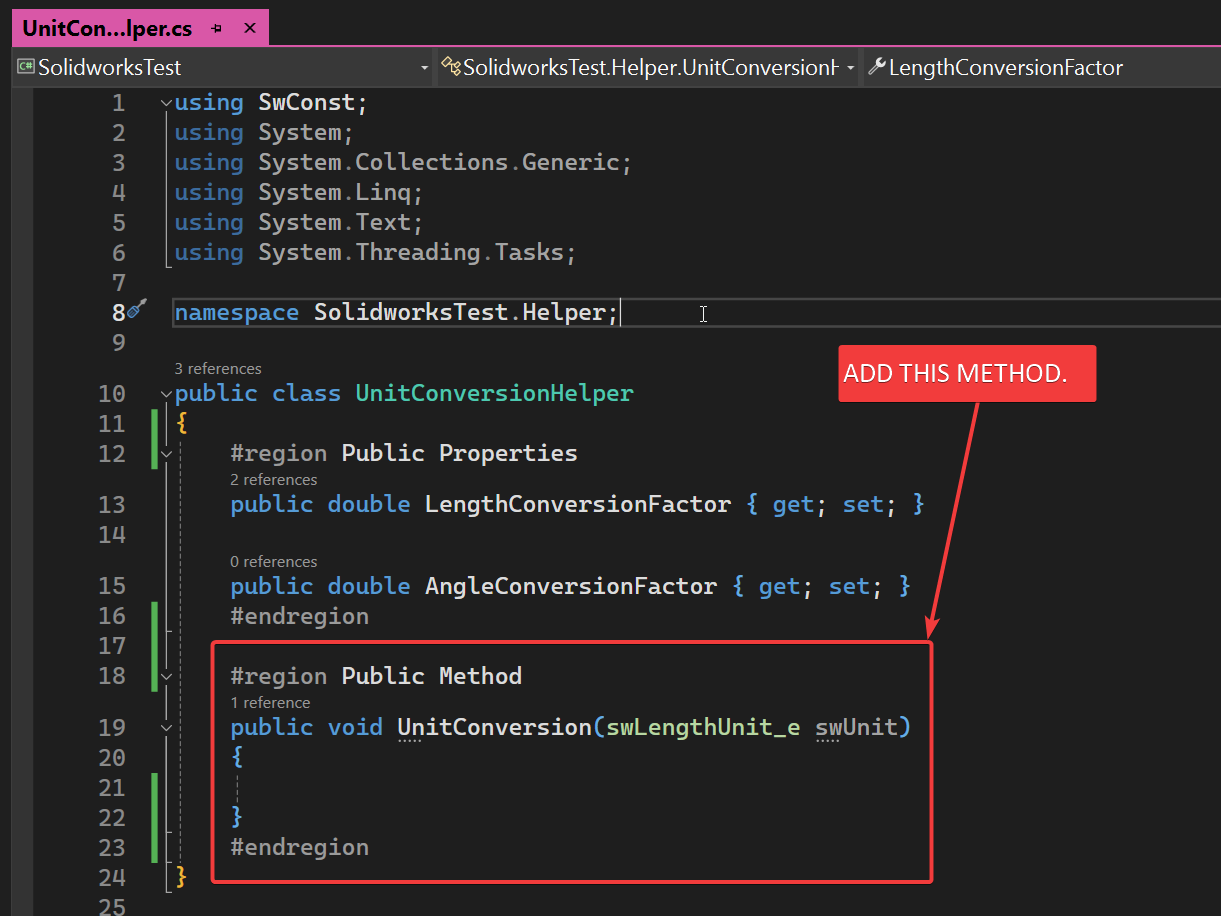 UnitCon...lper.cs
SolidworksTest
SolidworksTest.Helper.UnitConversionH
LengthConversionFactor
1 using SwConst;
2 using System;
3 using System.Collections.Generic;
4 using System.Linq;
5 using System.Text;
6 using System.Threading.Tasks;
7
8 namespace SolidworksTest.Helper;
9
3 references
ADD THIS METHOD.
10 public class UnitConversionHelper
11 {
12 #region Public Properties
2 references
13 public double LengthConversionFactor { get; set; }
14
0 references
15 public double AngleConversionFactor { get; set; }
16 #endregion
17
18 #region Public Method
1 reference
19 public void UnitConversion(swLengthUnit_e swUnit)
20 {
21
22 }
23 #endregion
24 }
25